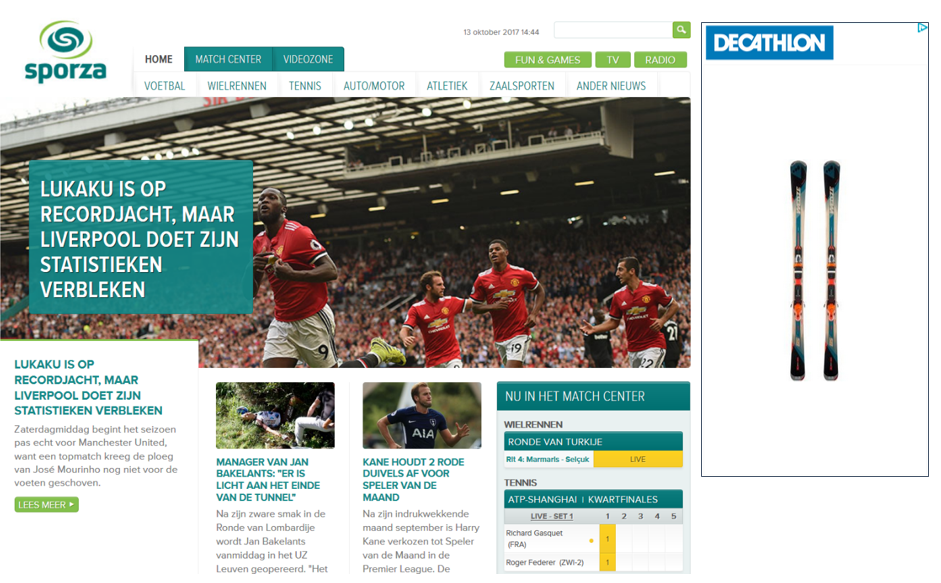 sporza
13 oktober 2017 14:44
HOME
MATCH CENTER
VIDEOZONE
FUN & GAMES
TV
RADIO
VOETBAL
WIELRENNEN
TENNIS
AUTO/MOTOR
ATLETIEK
ZAALSPORTEN
ANDER NIEUWS
DECATHLON
LUKAKU IS OP
RECORDJACHT, MAAR
LIVERPOOL DOET ZIJN
STATISTIEKEN
VERBLEKEN
9
19
21
LUKAKU IS OP
RECORDJACHT, MAAR
LIVERPOOL DOET ZIJN
STATISTIEKEN VERBLEKEN
Zaterdagmiddag begint het seizoen
pas echt voor Manchester United,
want een topmatch kreeg de ploeg
van José Mourinho nog niet voor de
voeten geschoven.
LEES MEER
MANAGER VAN JAN
BAKELANTS: "ER IS
LICHT AAN HET EINDE
VAN DE TUNNEL"
Na zijn zware smak in de
Ronde van Lombardije
wordt Jan Bakelants
vanmiddag in het UZ
Leuven geopereerd. "Het
AIA
KANE HOUDT 2 RODE
DUIVELS AF VOOR
SPELER VAN DE
MAAND
Na zijn indrukwekkende
maand september is Harry
Kane verkozen tot Speler
van de Maand in de
Premier League. De
NU IN HET MATCH CENTER
WIELRENNEN
RONDE VAN TURKIJE
Rit 4: Marmaris - Selçuk LIVE
TENNIS
ATP-SHANGHAI | KWARTFINALES
LIVE - SET 1 1 2 3 4 5
Richard Gasquet
(FRA) 1
Roger Federer (ZWI-2) 1